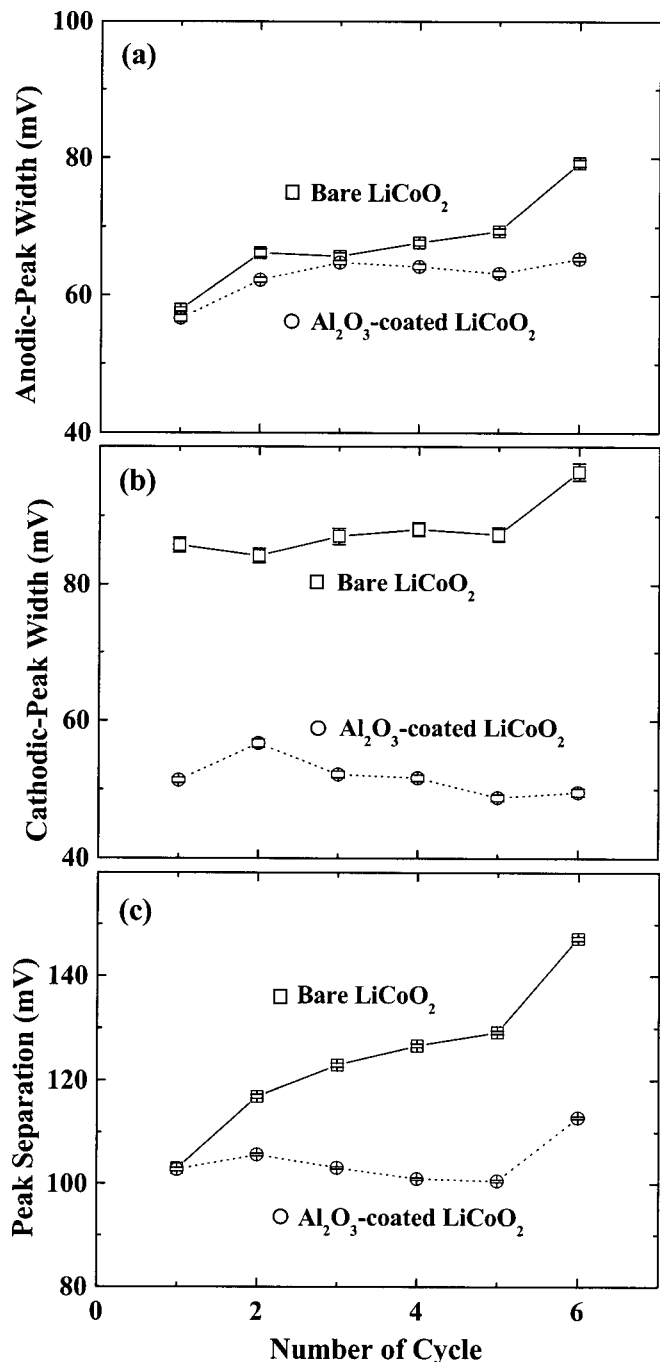 100
(a)
80
Bare LiCoO₂
60
Al₂O₃-coated LiCoO₂
40
Anodic-Peak Width (mV)
(b)
80
Bare LiCoO₂
60
Al₂O₃-coated LiCoO₂
40
Cathodic-Peak Width (mV)
(c)
140
Bare LiCoO₂
120
100
Al₂O₃-coated LiCoO₂
80
Peak Separation (mV)
0 2 4 6
Number of Cycle